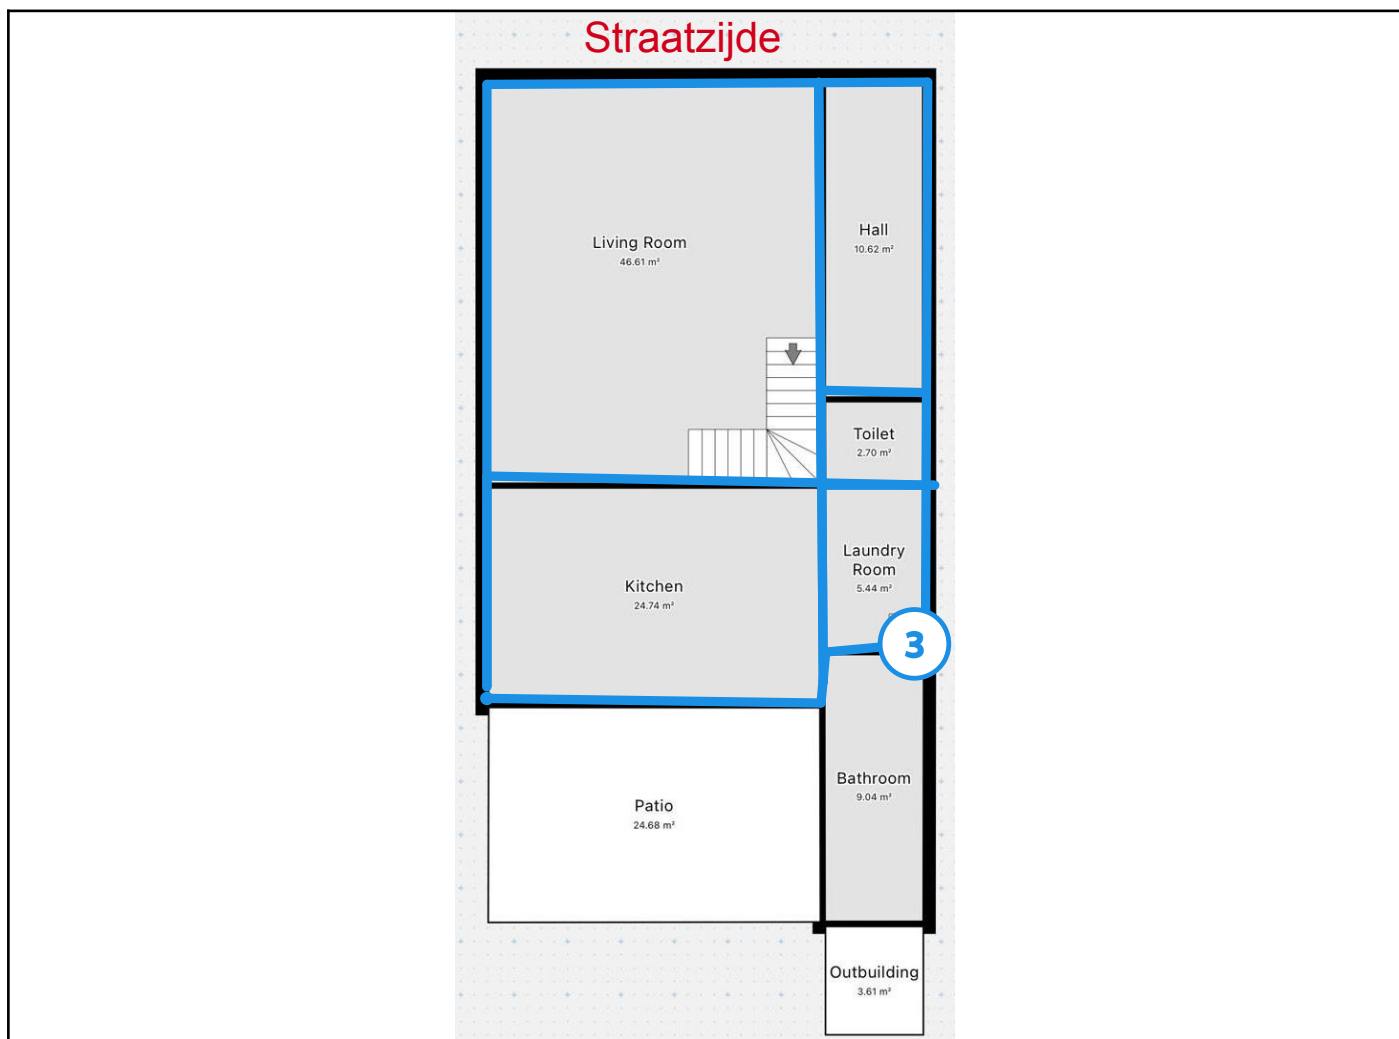 Straatzijde
Living Room
46.61 m²
Hall
10.62 m²
Toilet
2.70 m²
Laundry
Room
5.44 m²
Kitchen
24.74 m²
3
Bathroom
9.04 m²
Patio
24.68 m²
Outbuilding
3.61 m²